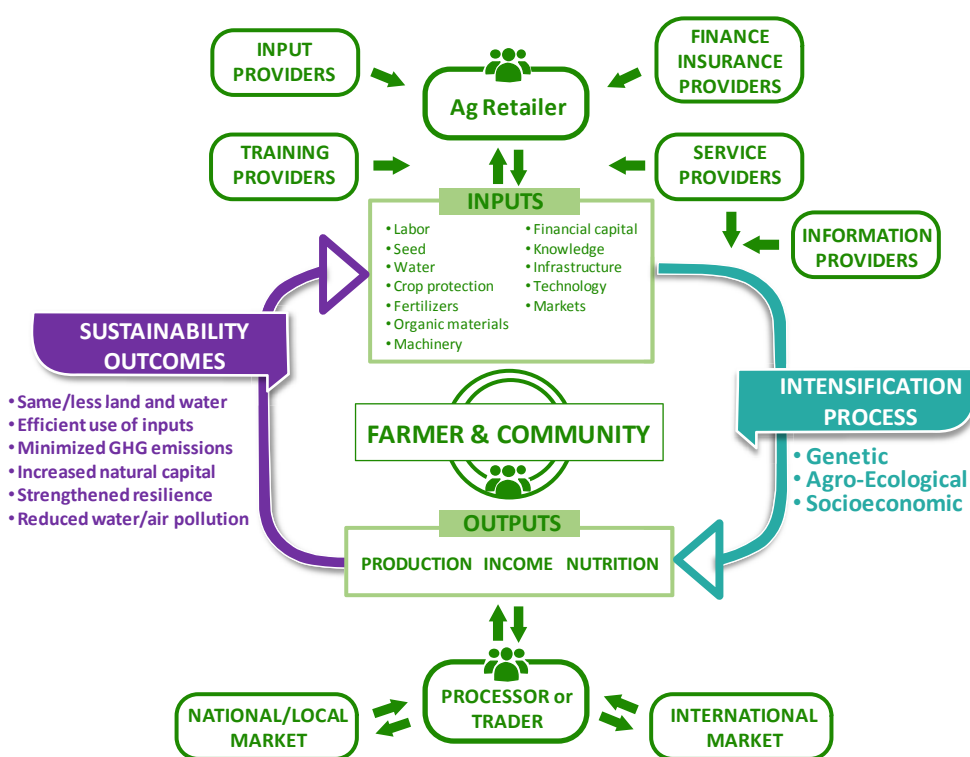 INPUT
PROVIDERS
FINANCE
INSURANCE
PROVIDERS
Ag Retailer
TRAINING
PROVIDERS
SERVICE
PROVIDERS
INFORMATION
PROVIDERS
INPUTS
• Labor
• Seed
• Water
• Crop protection
• Fertilizers
• Organic materials
• Machinery
• Financial capital
• Knowledge
• Infrastructure
• Technology
• Markets
SUSTAINABILITY
OUTCOMES
• Same/less land and water
• Efficient use of inputs
• Minimized GHG emissions
• Increased natural capital
• Strengthened resilience
• Reduced water/air pollution
FARMER & COMMUNITY
INTENSIFICATION
PROCESS
• Genetic
• Agro-Ecological
• Socioeconomic
OUTPUTS
PRODUCTION INCOME NUTRITION
PROCESSOR or
TRADER
NATIONAL/LOCAL
MARKET
INTERNATIONAL
MARKET